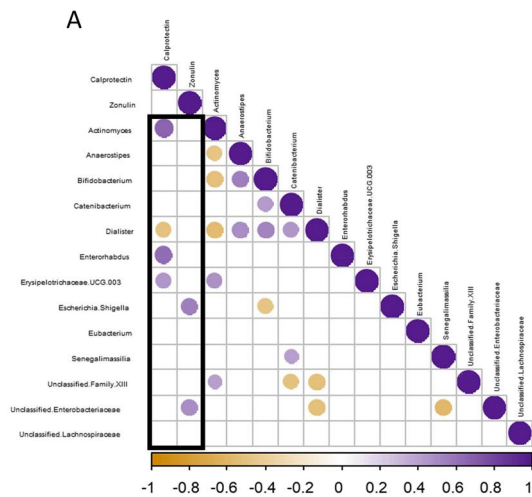 A
Calprotectin
Zonulin
Actinomyces
Anaerostipes
Bifidobacterium
Catenibacterium
Dialister
Enterorhabdus
Erysipelotrichaceae.UCG.003
Escherichia.Shigella
Eubacterium
Senegalimassilia
Unclassified.Family.XIII
Unclassified.Enterobacteriaceae
Unclassified.Lachnospiraceae
Calprotectin
Zonulin
Actinomyces
Anaerostipes
Bifidobacterium
Catenibacterium
Dialister
Enterorhabdus
Erysipelotrichaceae.UCG.003
Escherichia.Shigella
Eubacterium
Senegalimassilia
Unclassified.Family.XIII
Unclassified.Enterobacteriaceae
Unclassified.Lachnospiraceae
-1 -0.8 -0.6 -0.4 -0.2 0 0.2 0.4 0.6 0.8 1